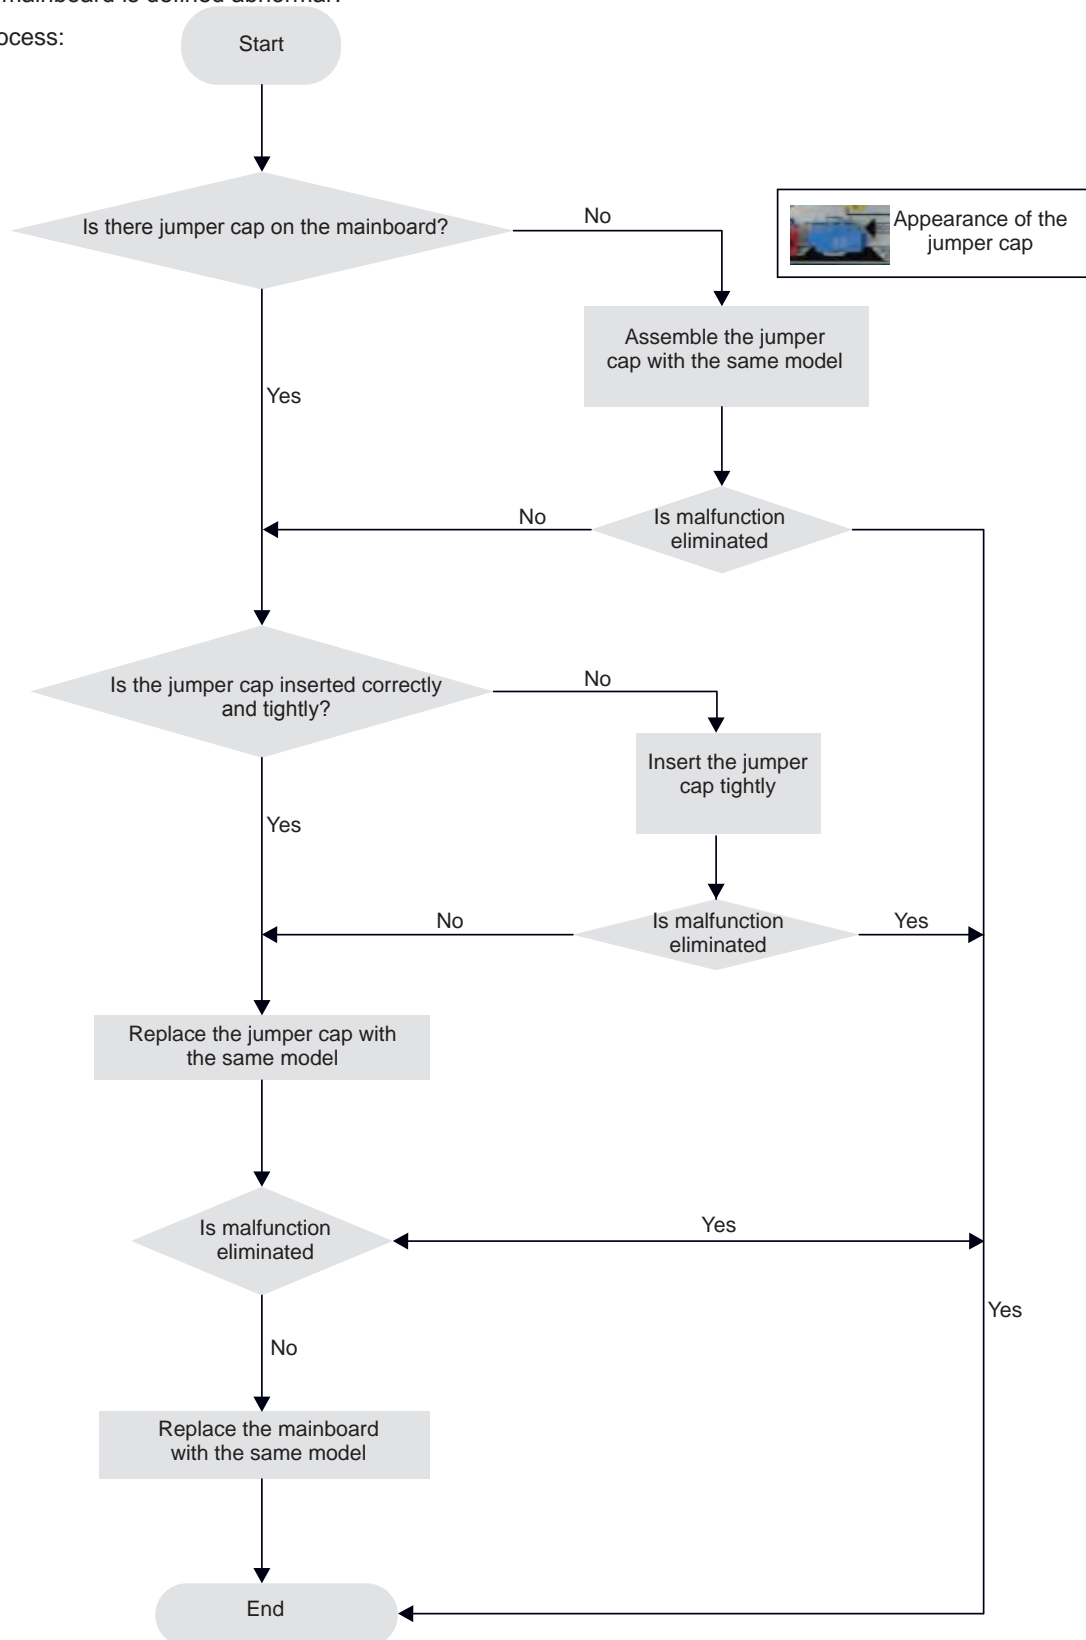 mainboard is defined abnormal.
ocess:
Start
Is there jumper cap on the mainboard?
No
Appearance of the
jumper cap
Assemble the jumper
cap with the same model
Yes
No
Is malfunction
eliminated
Is the jumper cap inserted correctly
and tightly?
No
Insert the jumper
cap tightly
Yes
No
Is malfunction
eliminated
Yes
Replace the jumper cap with
the same model
Is malfunction
eliminated
Yes
Yes
No
Replace the mainboard
with the same model
End